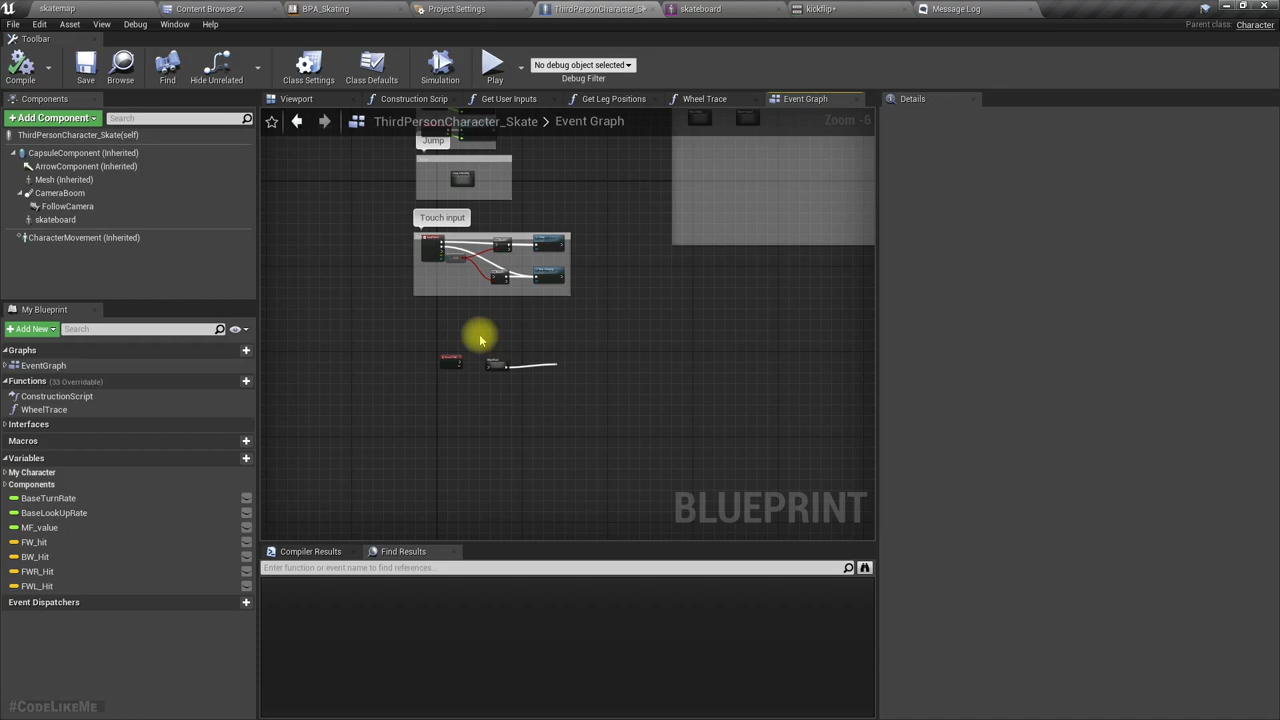 skatemap
Content Browser 2
BPA_Skating
Project Settings
ThirdPersonCharacter_S
skateboard
kickflip*
Message Log
File
Edit
Asset
View
Debug
Window
Help
Parent class: Character
Toolbar
Compile
Save
Browse
Find
Hide Unrelated
Class Settings
Class Defaults
Simulation
Play
No debug object selected
Debug Filter
Components
Viewport
Construction Scrip
Get User Inputs
Get Leg Positions
Wheel Trace
Event Graph
Details
+Add Component
Search
ThirdPersonCharacter_Skate > Event Graph
Zoom -6
ThirdPersonCharacter_Skate(self)
CapsuleComponent (Inherited)
ArrowComponent (Inherited)
Mesh (Inherited)
CameraBoom
FollowCamera
skateboard
CharacterMovement (Inherited)
Jump
Touch input
My Blueprint
+Add New
Search
Graphs
EventGraph
Functions (33 Overridable)
ConstructionScript
WheelTrace
Interfaces
Macros
Variables
My Character
Components
BaseTurnRate
BaseLookUpRate
MF_value
FW_hit
BW_Hit
FWR_Hit
FWL_Hit
Event Dispatchers
BLUEPRINT
Compiler Results
Find Results
Enter function or event name to find references...
#CodeLikeMe